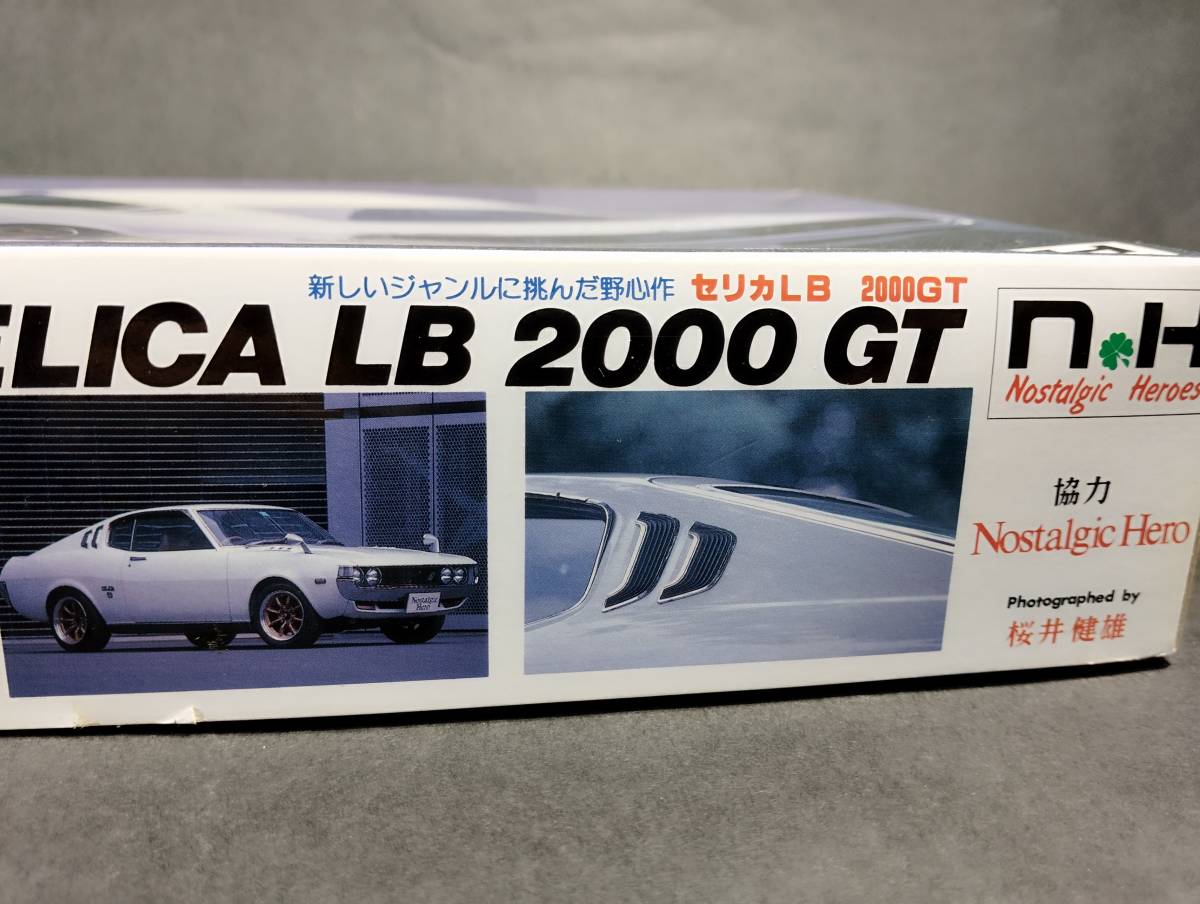 新しいジャンルに挑んだ野心作 セリカLB 2000GT
ELICA LB 2000 GT
n H
Nostalgic Heroes
協力
Nostalgic Hero
Photographed by
桜井 健雄
Nostalgic
Hero